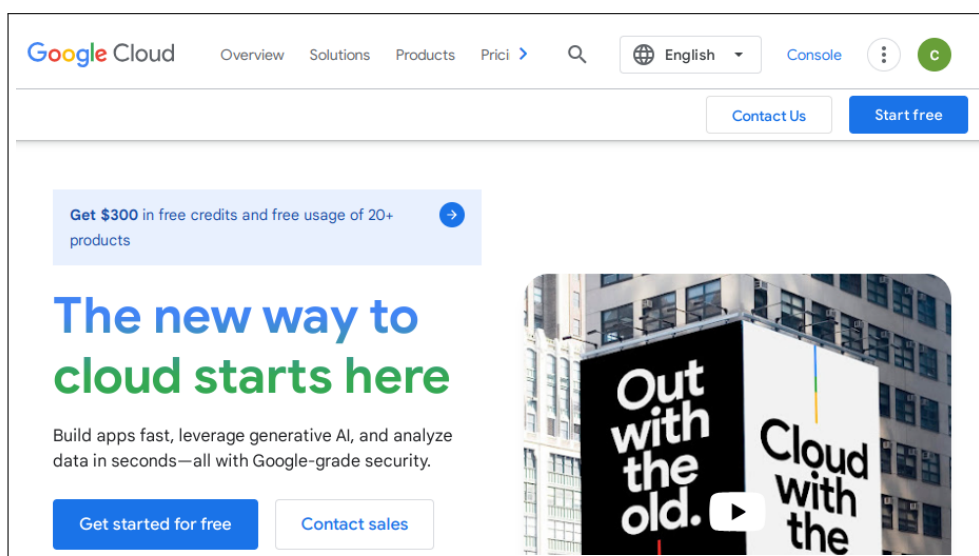 Google Cloud Overview Solutions Products Prici English Console C
Contact Us Start free
Get $300 in free credits and free usage of 20+
products
The new way to
cloud starts here
Build apps fast, leverage generative AI, and analyze
data in seconds—all with Google-grade security.
Get started for free Contact sales
Out
with
the
old.
Cloud
with
the